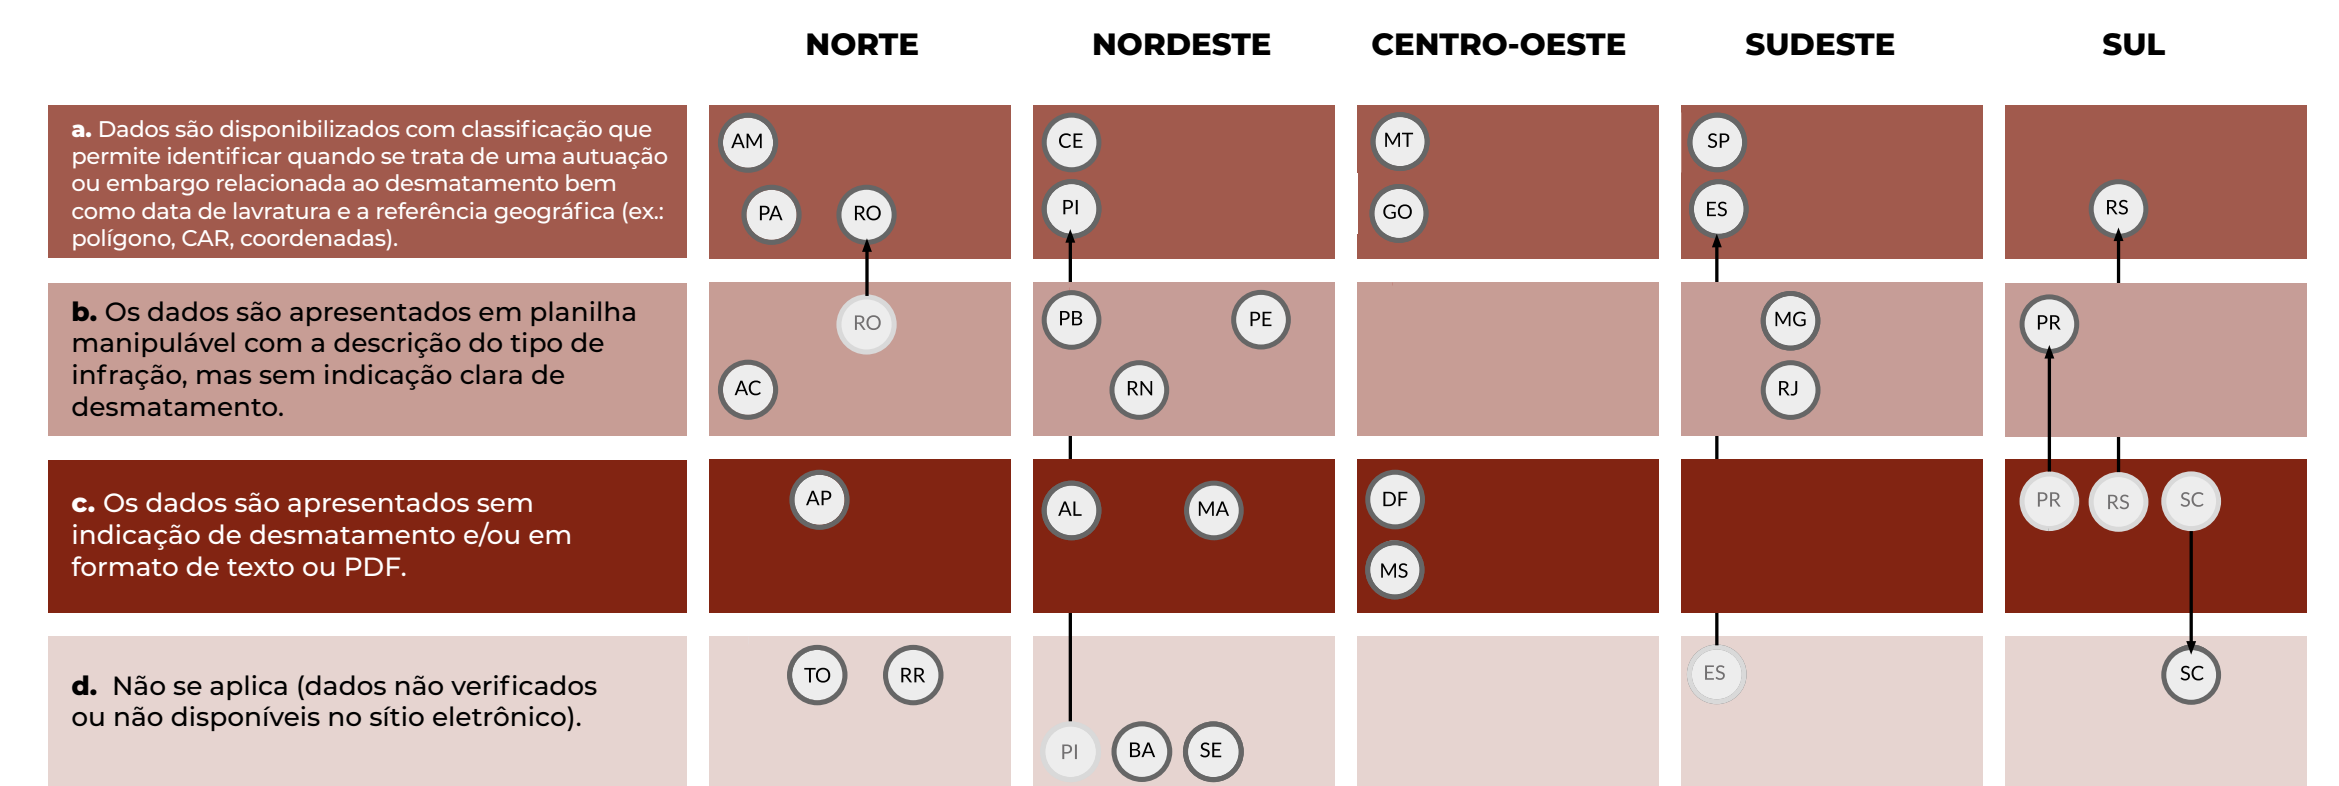 NORTE NORDESTE CENTRO-OESTE SUDESTE SUL
a. Dados são disponibilizados com classificação que
permite identificar quando se trata de uma autuação
ou embargo relacionada ao desmatamento bem
como data de lavratura e a referência geográfica (ex.:
polígono, CAR, coordenadas).
AM CE MT SP
PA RO PI GO ES RS
b. Os dados são apresentados em planilha
manipulável com a descrição do tipo de
infração, mas sem indicação clara de
desmatamento.
RO PB PE MG PR
AC RN RJ
c. Os dados são apresentados sem
indicação de desmatamento e/ou em
formato de texto ou PDF.
AP AL MA DF PR RS SC
MS
d. Não se aplica (dados não verificados
ou não disponíveis no sítio eletrônico).
TO RR ES SC
PI BA SE